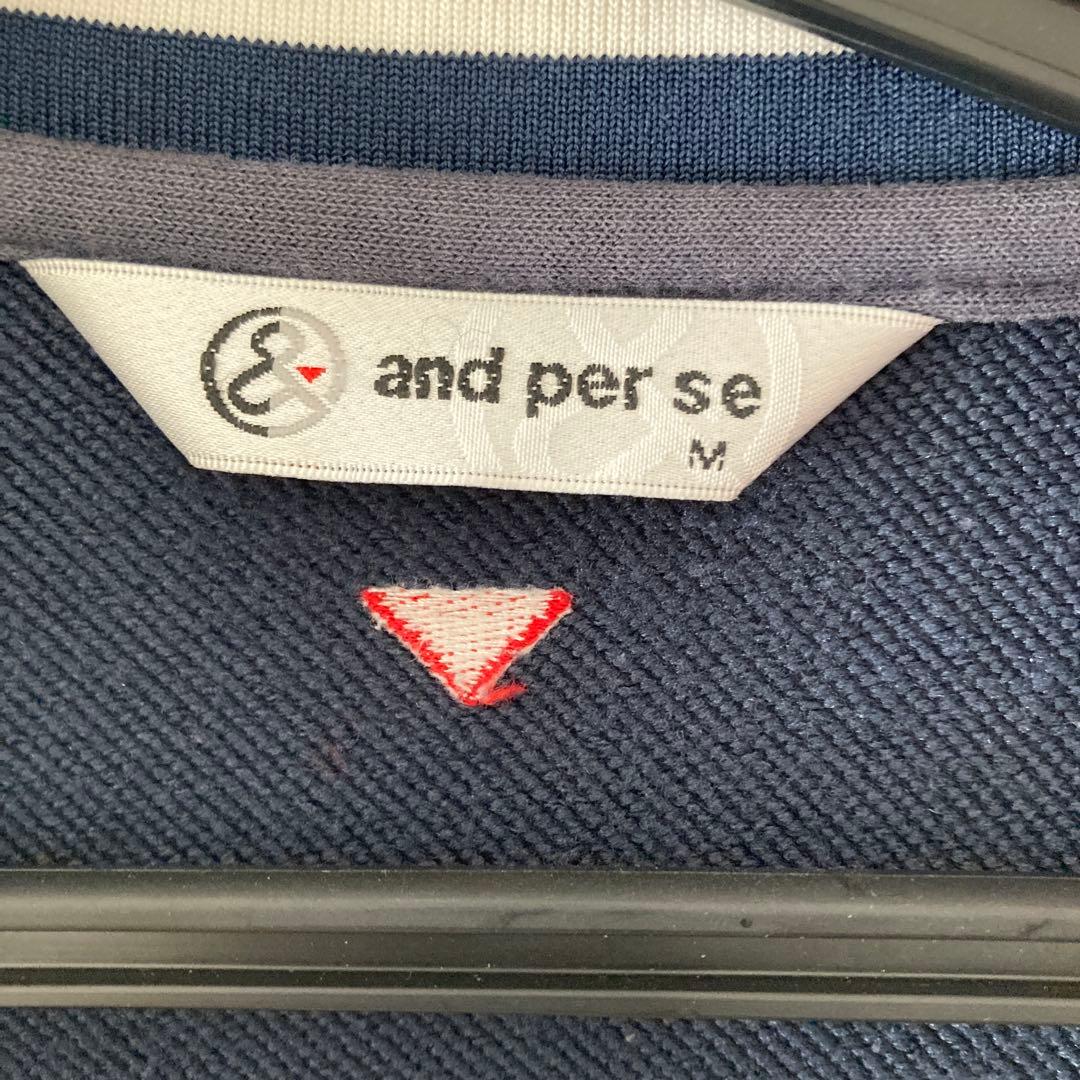 & and per se
M